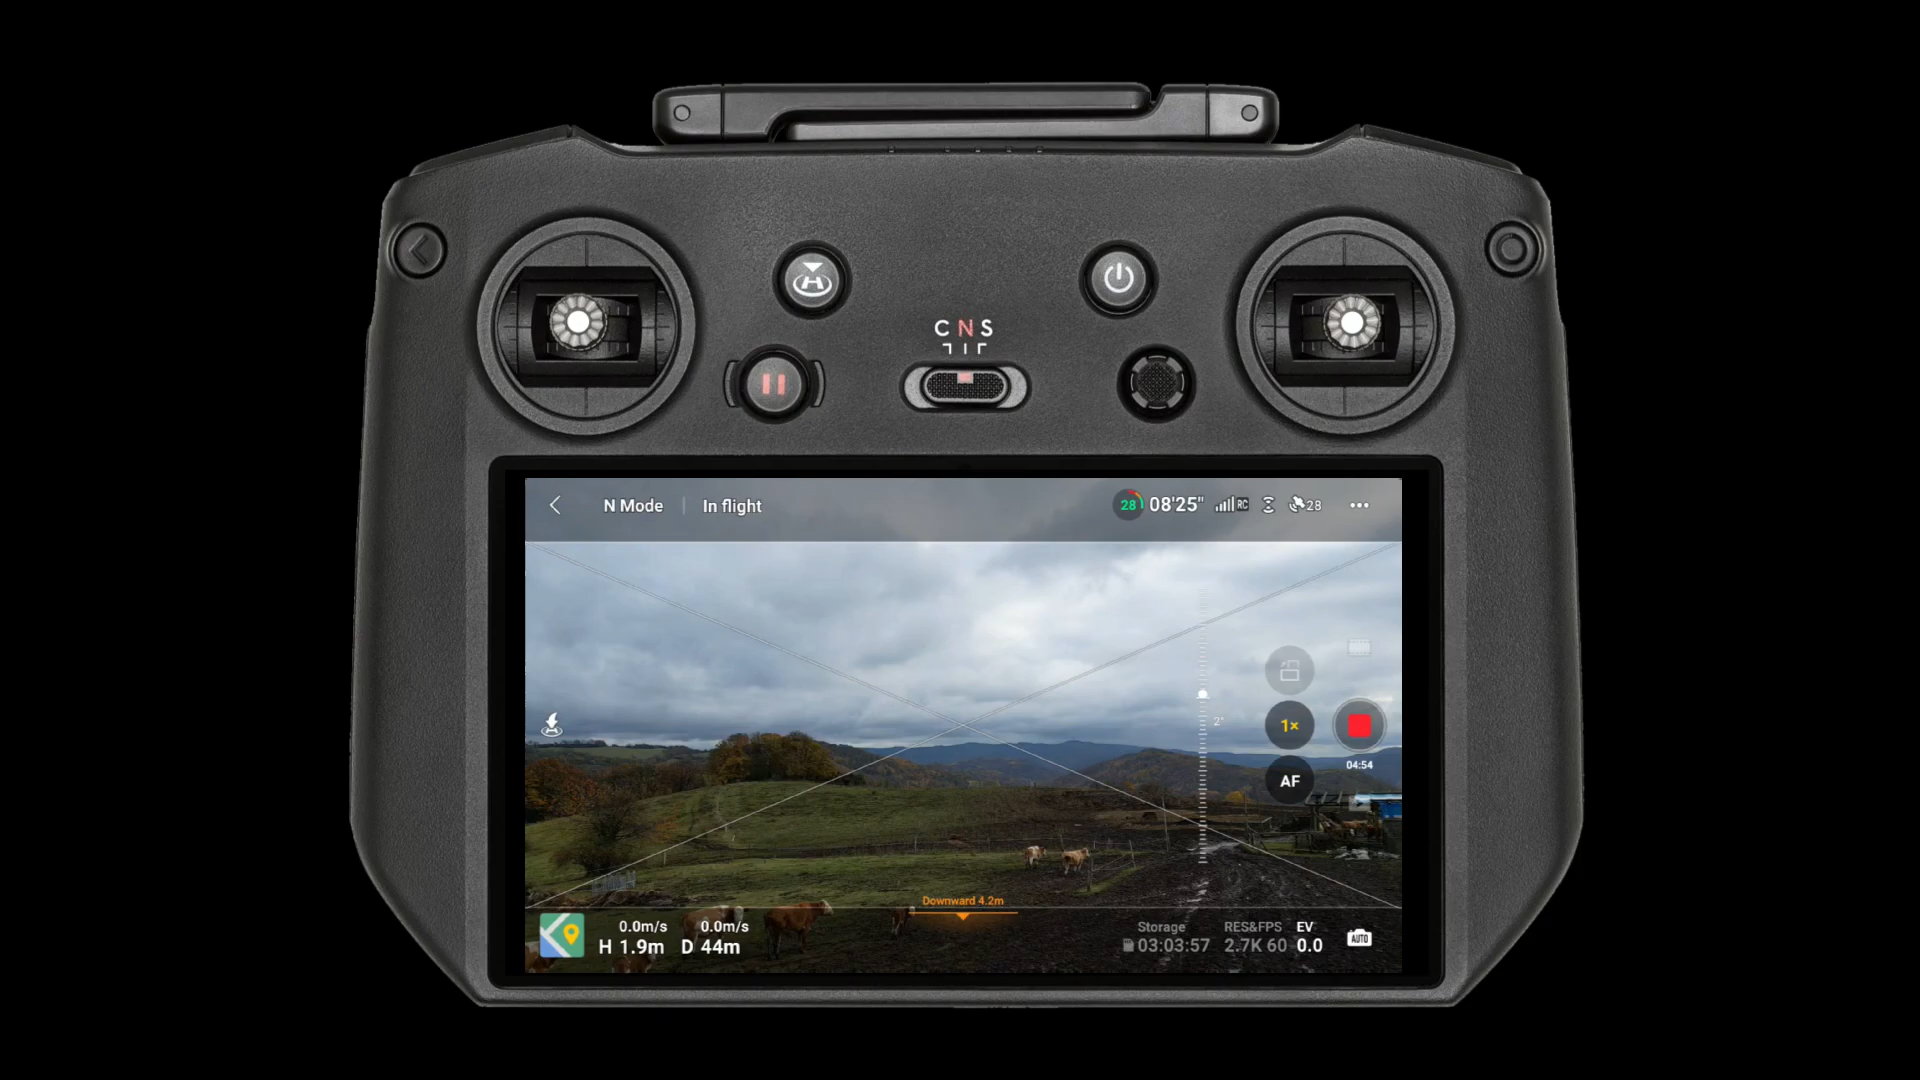 C N S
N Mode
In flight
28
08'25"
RC
28
2°
1×
04:54
AF
Downward 4.2m
0.0m/s
0.0m/s
H 1.9m
D 44m
Storage
RES&FPS
EV
03:03:57
2.7K 60
0.0
AUTO